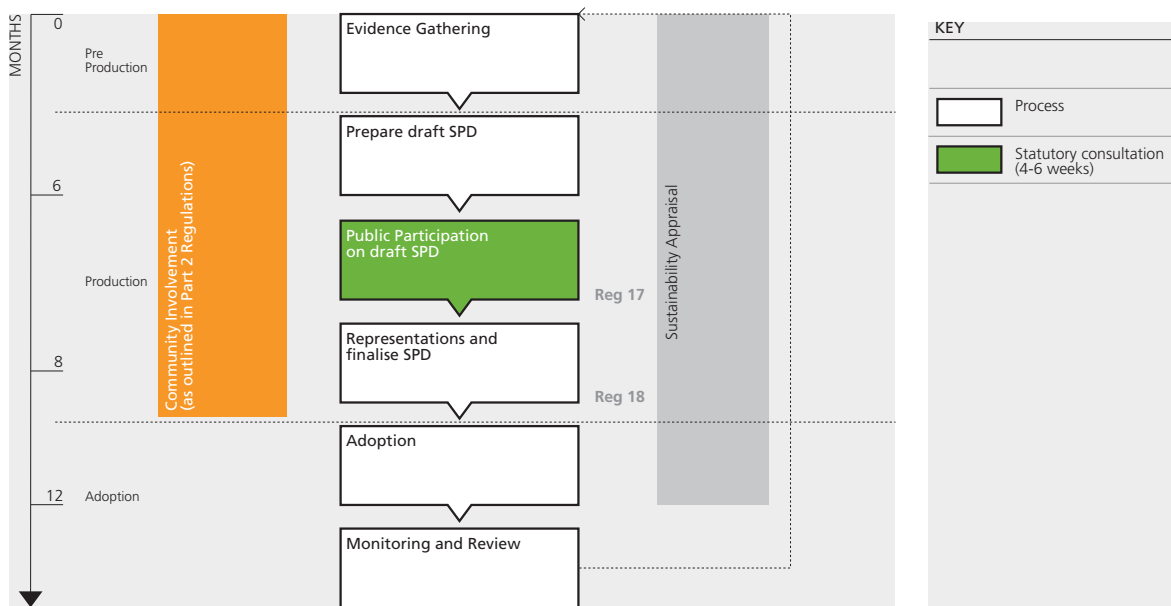 MONTHS
0
Pre
Production
6
Production
8
12
Adoption
Community Involvement
(as outlined in Part 2 Regulations)
Evidence Gathering
Prepare draft SPD
Public Participation
on draft SPD
Reg 17
Representations and
finalise SPD
Reg 18
Adoption
Monitoring and Review
Sustainability Appraisal
KEY
Process
Statutory consultation
(4-6 weeks)